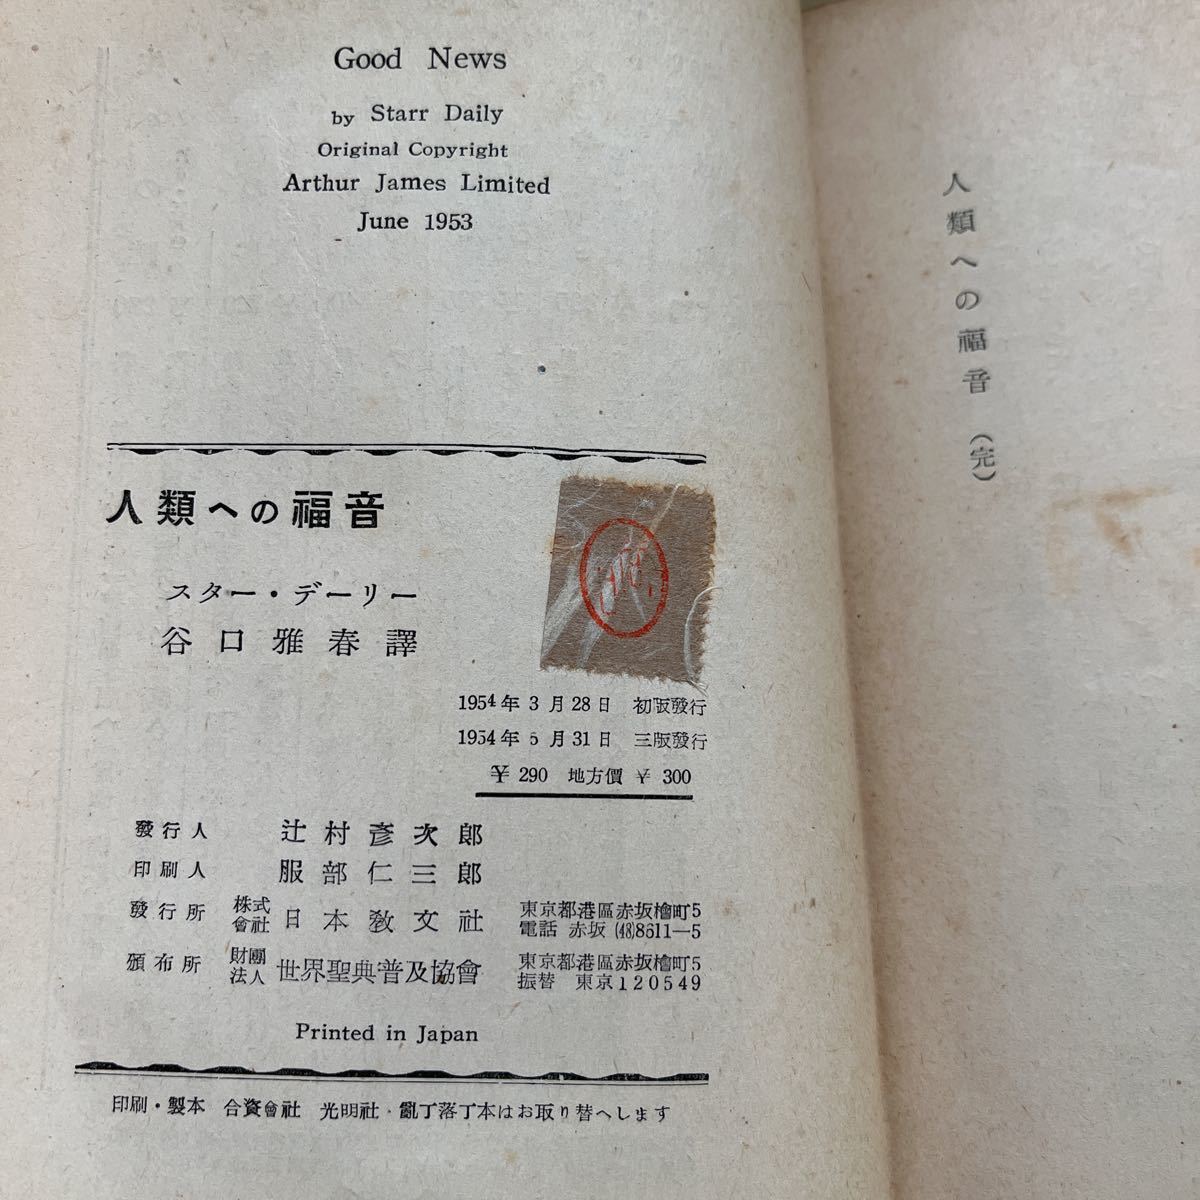 Good News
by Starr Daily
Original Copyright
Arthur James Limited
June 1953
人類への福音
スター・デーリー
谷口雅春譯
1954年3月28日 初版發行
1954年5月31日 三版發行
¥290 地方價 ¥300
發行人 辻村彥次郎
印刷人 服部仁三郎
發行所 株式會社 日本敎文社 東京都港區赤坂檜町5
電話 赤坂 (48)8611—5
頒布所 財團法人 世界聖典普及協會 東京都港區赤坂檜町5
振替 東京120549
Printed in Japan
印刷・製本 合資會社 光明社・亂丁落丁本はお取り替へします
人類への福音 (完)